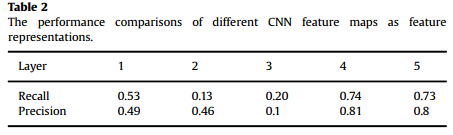 Table 2
The performance comparisons of different CNN feature maps as feature
representations.
Layer 1 2 3 4 5
Recall 0.53 0.13 0.20 0.74 0.73
Precision 0.49 0.46 0.1 0.81 0.8